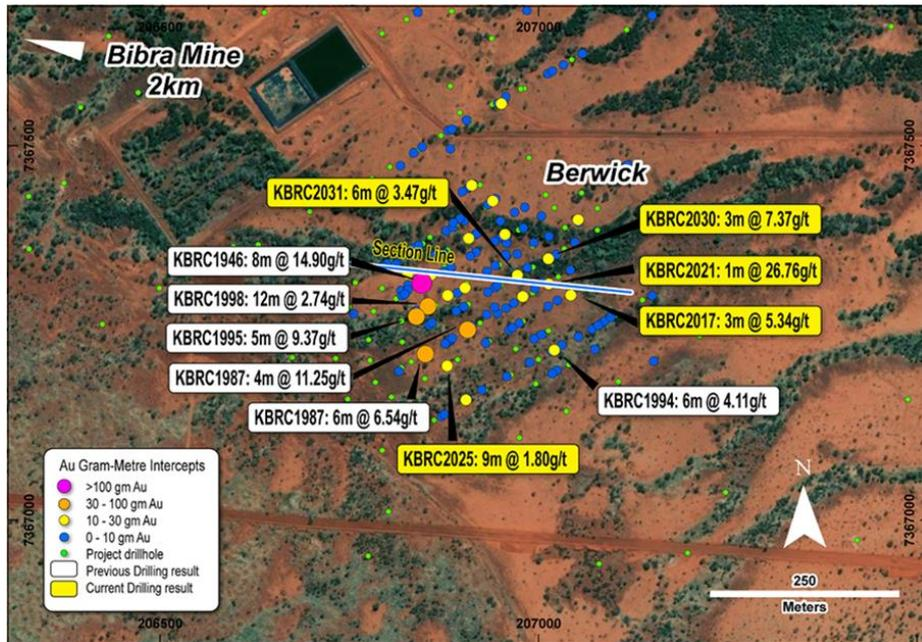 206500
207000
Bibra Mine
2km
7367500
7367500
Berwick
KBRC2031: 6m @ 3.47g/t
KBRC2030: 3m @ 7.37g/t
Section Line
KBRC1946: 8m @ 14.90g/t
KBRC2021: 1m @ 26.76g/t
KBRC1998: 12m @ 2.74g/t
KBRC2017: 3m @ 5.34g/t
KBRC1995: 5m @ 9.37g/t
KBRC1987: 4m @ 11.25g/t
KBRC1994: 6m @ 4.11g/t
KBRC1987: 6m @ 6.54g/t
KBRC2025: 9m @ 1.80g/t
Au Gram-Metre Intercepts
>100 gm Au
30 - 100 gm Au
10 - 30 gm Au
0 - 10 gm Au
Project drillhole
Previous Drilling result
Current Drilling result
N
7367000
7367000
250
Meters
206500
207000